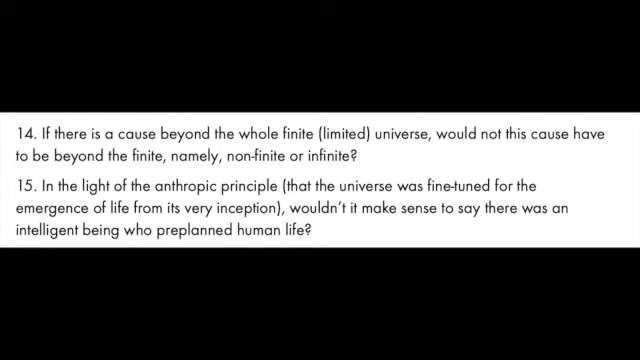 14. If there is a cause beyond the whole finite (limited) universe, would not this cause have
to be beyond the finite, namely, non-finite or infinite?
15. In the light of the anthropic principle (that the universe was fine-tuned for the
emergence of life from its very inception), wouldn't it make sense to say there was an
intelligent being who preplanned human life?